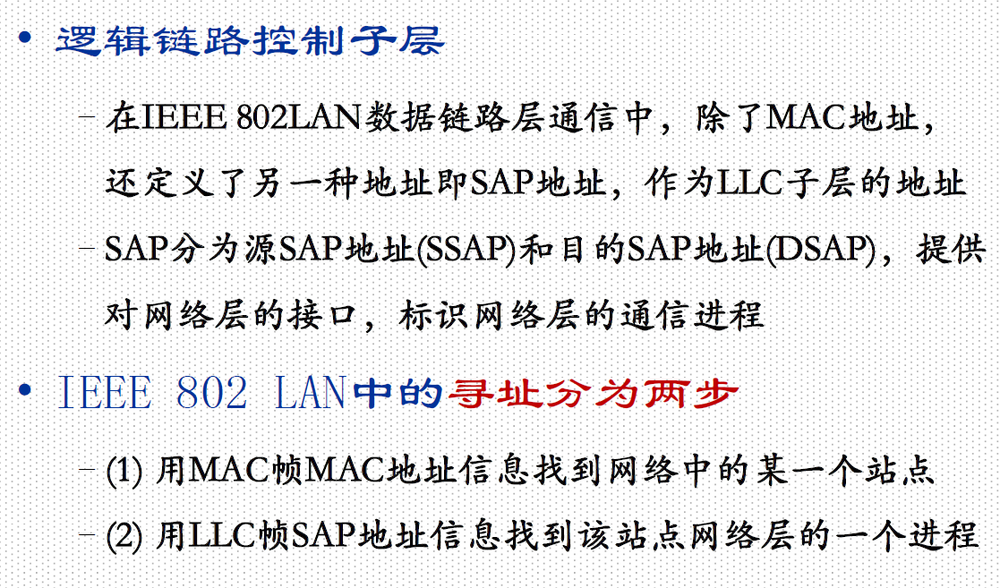 • 逻辑链路控制子层
– 在IEEE 802LAN数据链路层通信中，除了MAC地址，
还定义了另一种地址即SAP地址，作为LLC子层的地址
– SAP分为源SAP地址(SSAP)和目的SAP地址(DSAP)，提供
对网络层的接口，标识网络层的通信进程
• IEEE 802 LAN中的寻址分为两步
– (1) 用MAC帧MAC地址信息找到网络中的某一个站点
– (2) 用LLC帧SAP地址信息找到该站点网络层的一个进程